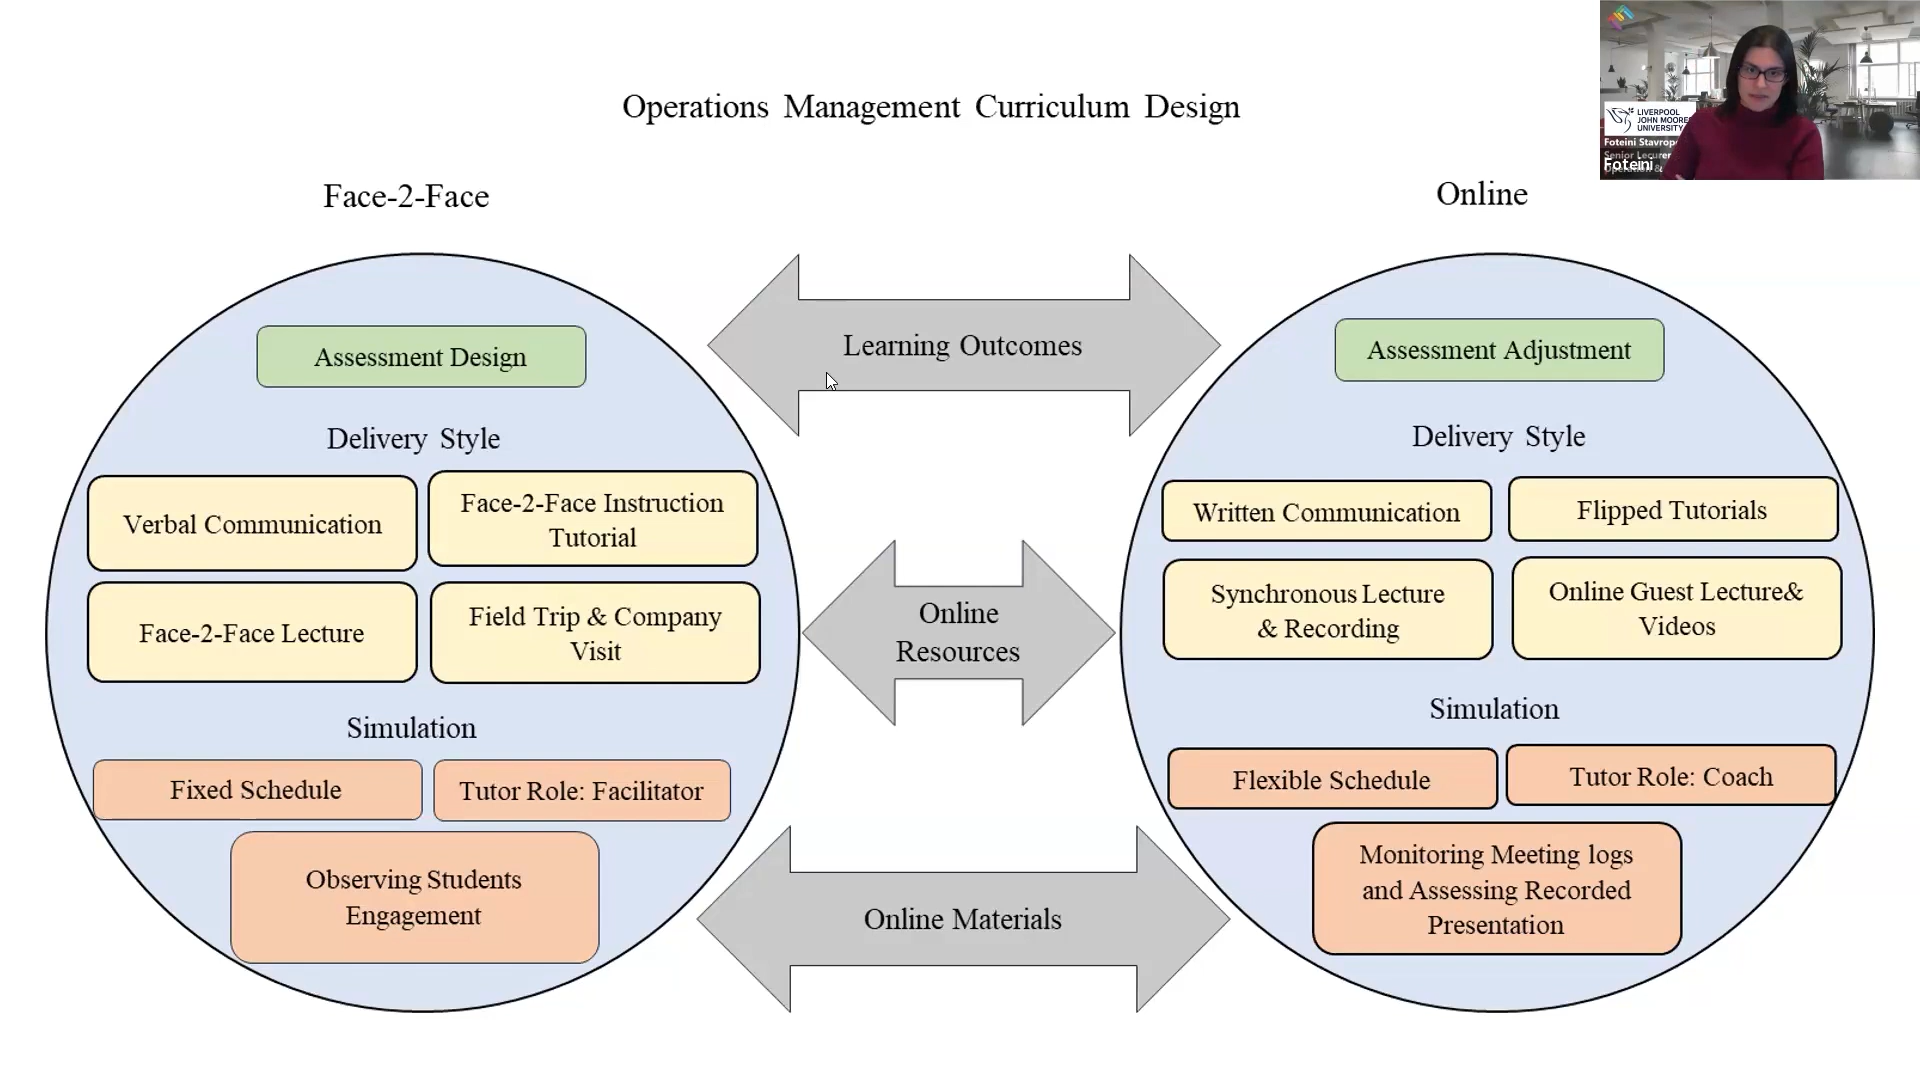 Operations Management Curriculum Design
LIVERPOOL
JOHN MOORES
UNIVERSITY
Foteini
Face-2-Face
Online
Assessment Design
Delivery Style
Verbal Communication
Face-2-Face Instruction
Tutorial
Face-2-Face Lecture
Field Trip & Company
Visit
Simulation
Fixed Schedule
Tutor Role: Facilitator
Observing Students
Engagement
Learning Outcomes
Online
Resources
Online Materials
Assessment Adjustment
Delivery Style
Written Communication
Flipped Tutorials
Synchronous Lecture
& Recording
Online Guest Lecture&
Videos
Simulation
Flexible Schedule
Tutor Role: Coach
Monitoring Meeting logs
and Assessing Recorded
Presentation